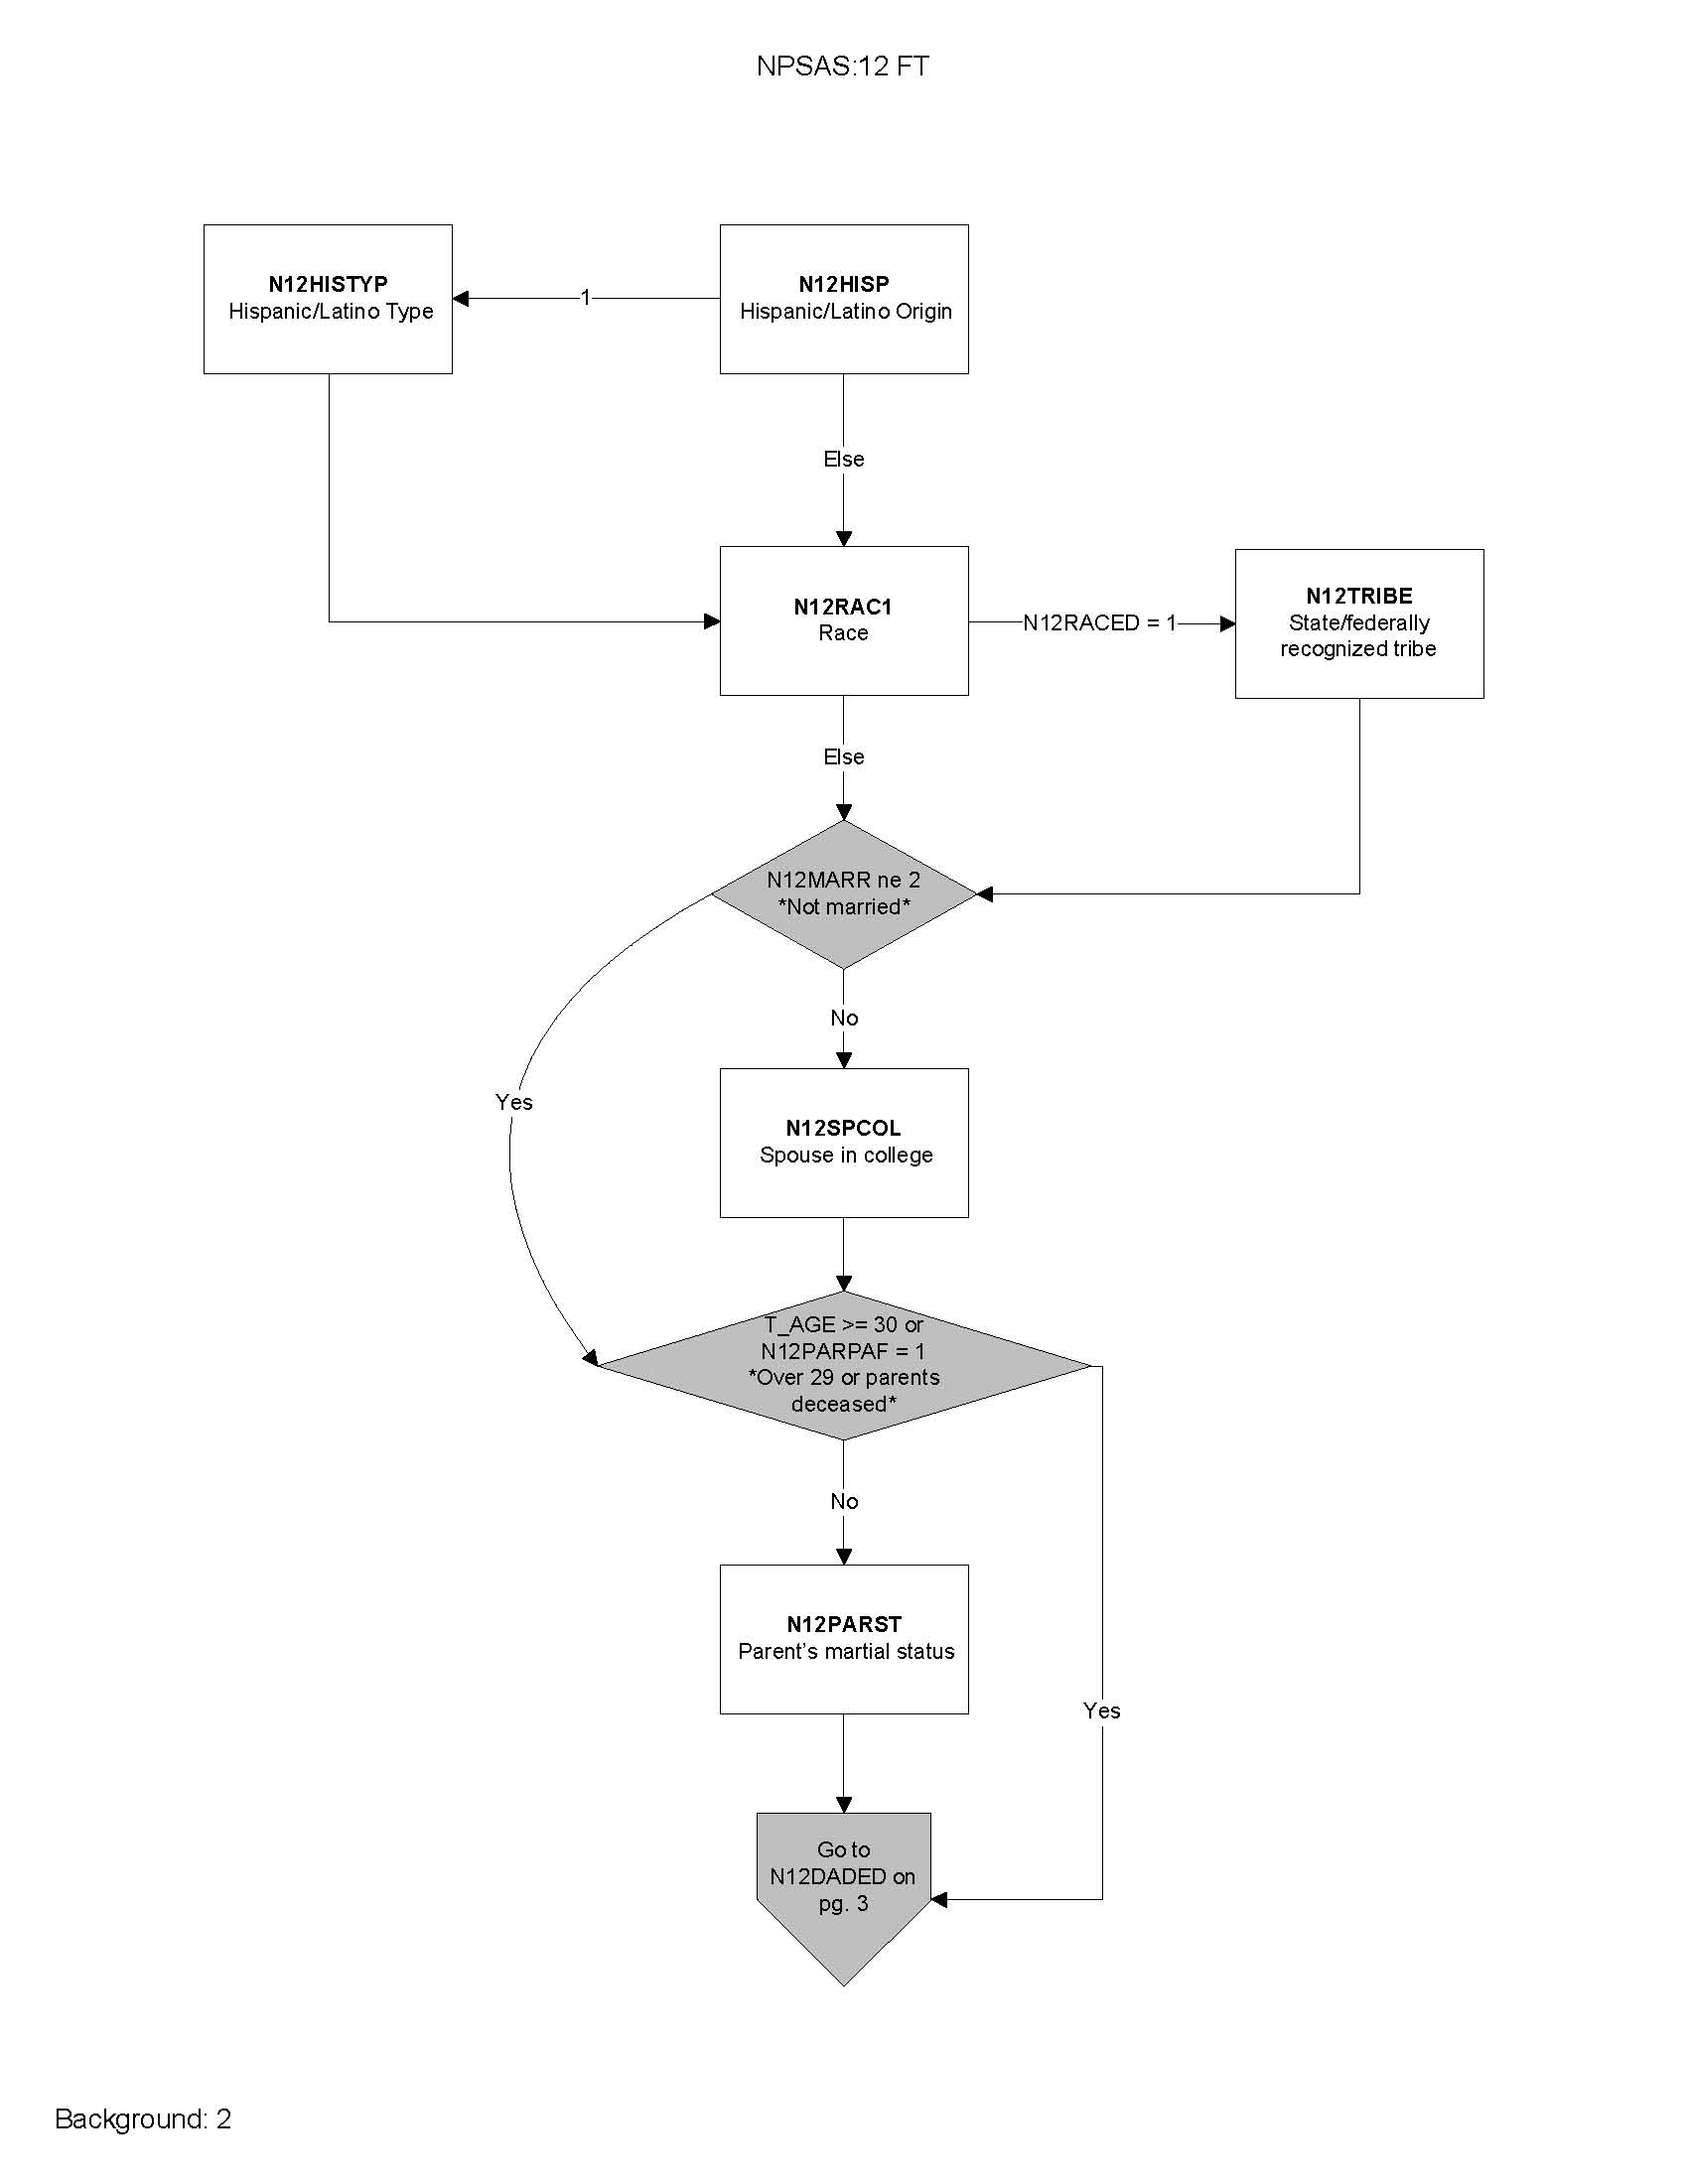 NPSAS:12 FT
N12HISTYP
Hispanic/Latino Type
1
N12HISP
Hispanic/Latino Origin
Else
N12RAC1
Race
N12RACED = 1
N12TRIBE
State/federally
recognized tribe
Else
N12MARR ne 2
*Not married*
No
Yes
N12SPCOL
Spouse in college
T_AGE >= 30 or
N12PARPAF = 1
*Over 29 or parents
deceased*
No
N12PARST
Parent’s martial status
Yes
Go to
N12DADED on
pg. 3
Background: 2